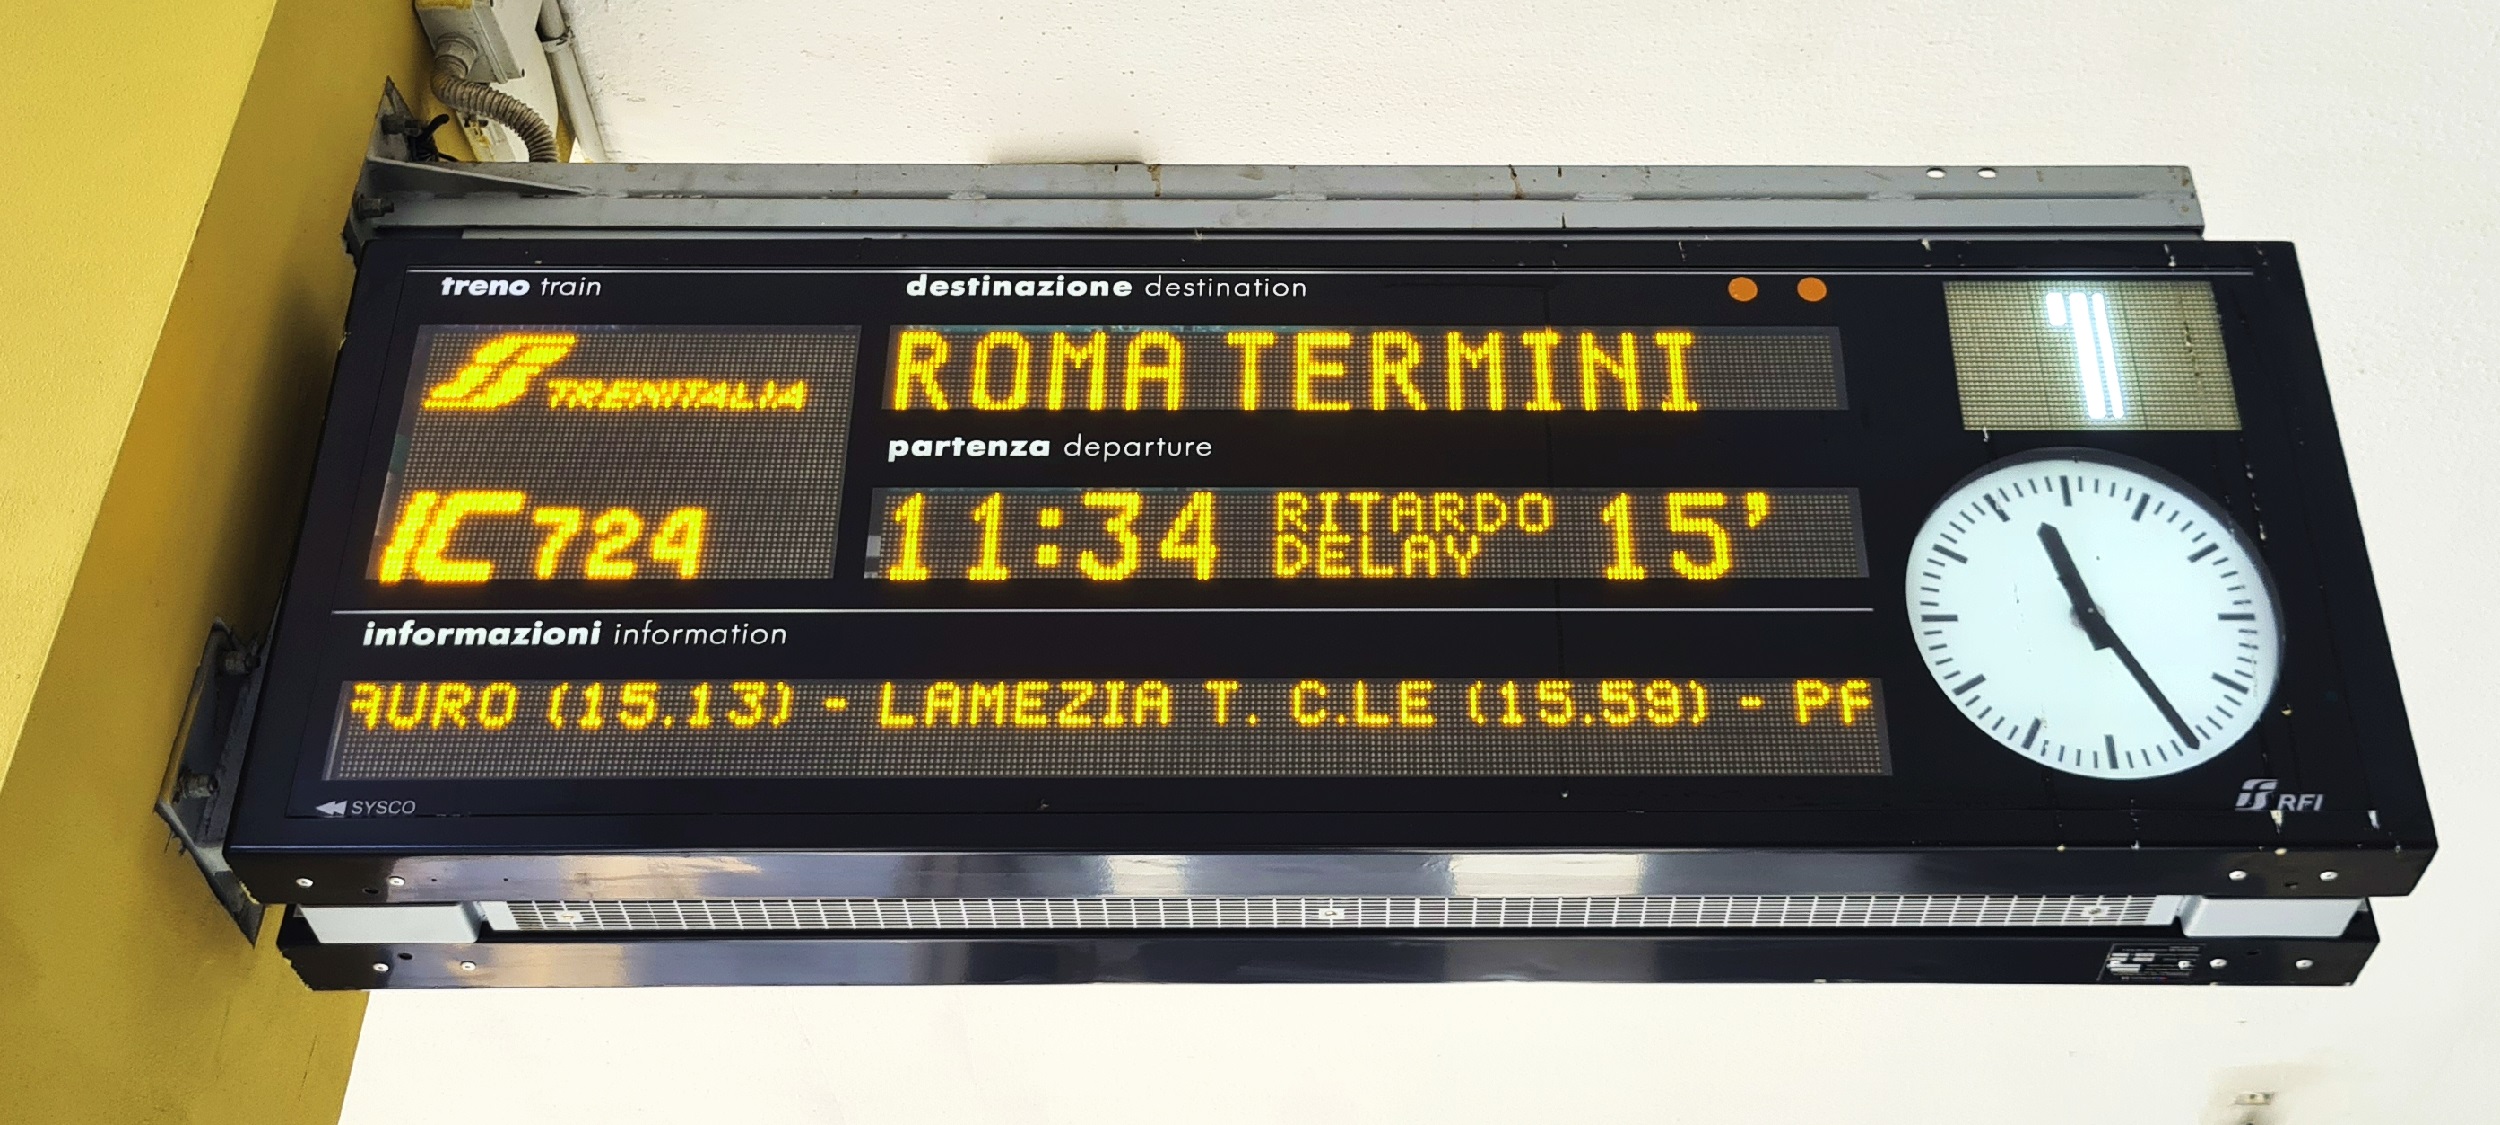 treno train
destinazione destination
TRENITALIA
ROMA TERMINI
1
partenza departure
IC 724
11:34 RITARDO DELAY 15'
informazioni information
AURO (15.13) - LAMEZIA T. C.LE (15.59) - P
SYSCO
RFI